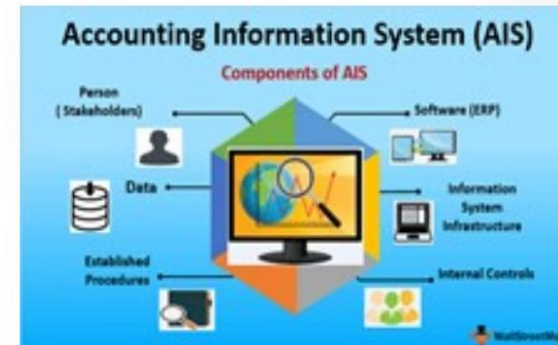 Accounting Information System (AIS)
Components of AIS
Person
( Stakeholders)
Software (ERP)
Data
Information
System
Infrastructure
Established
Procedures
Internal Controls
WallStreetMo